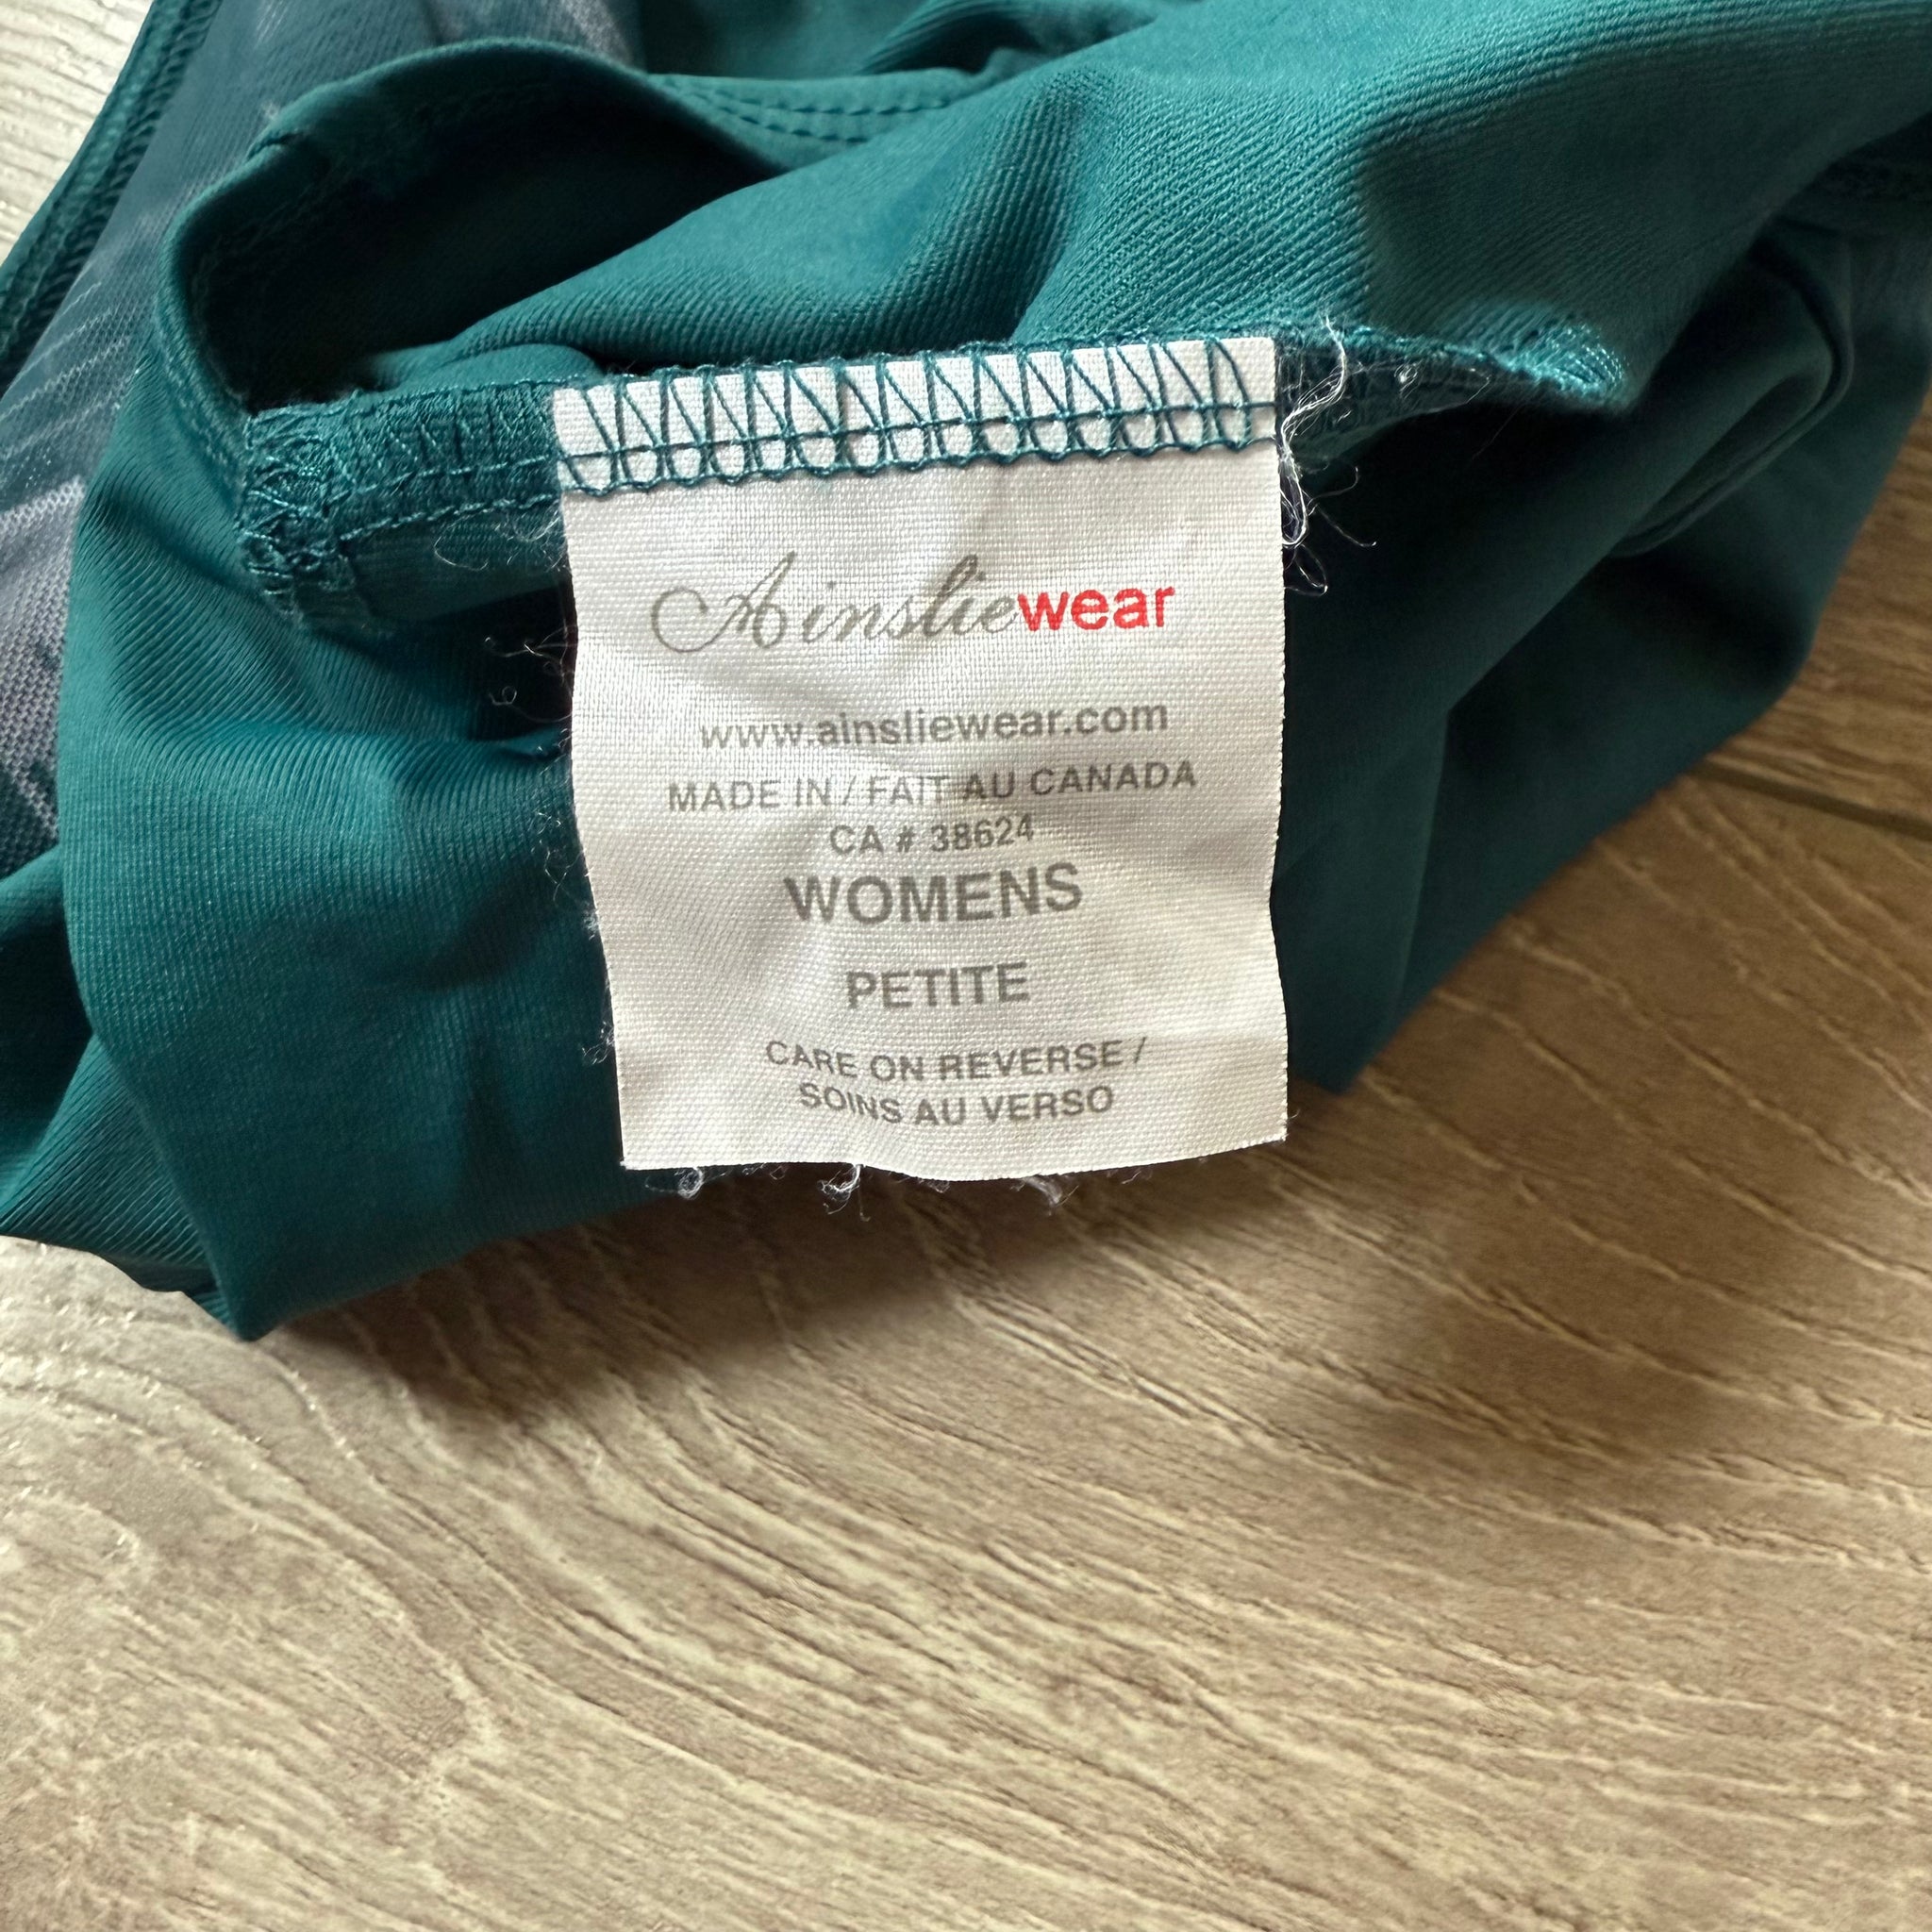 Ainsliewear
www.ainsliewear.com
MADE IN / FAIT AU CANADA
CA # 38624
WOMENS
PETITE
CARE ON REVERSE /
SOINS AU VERSO